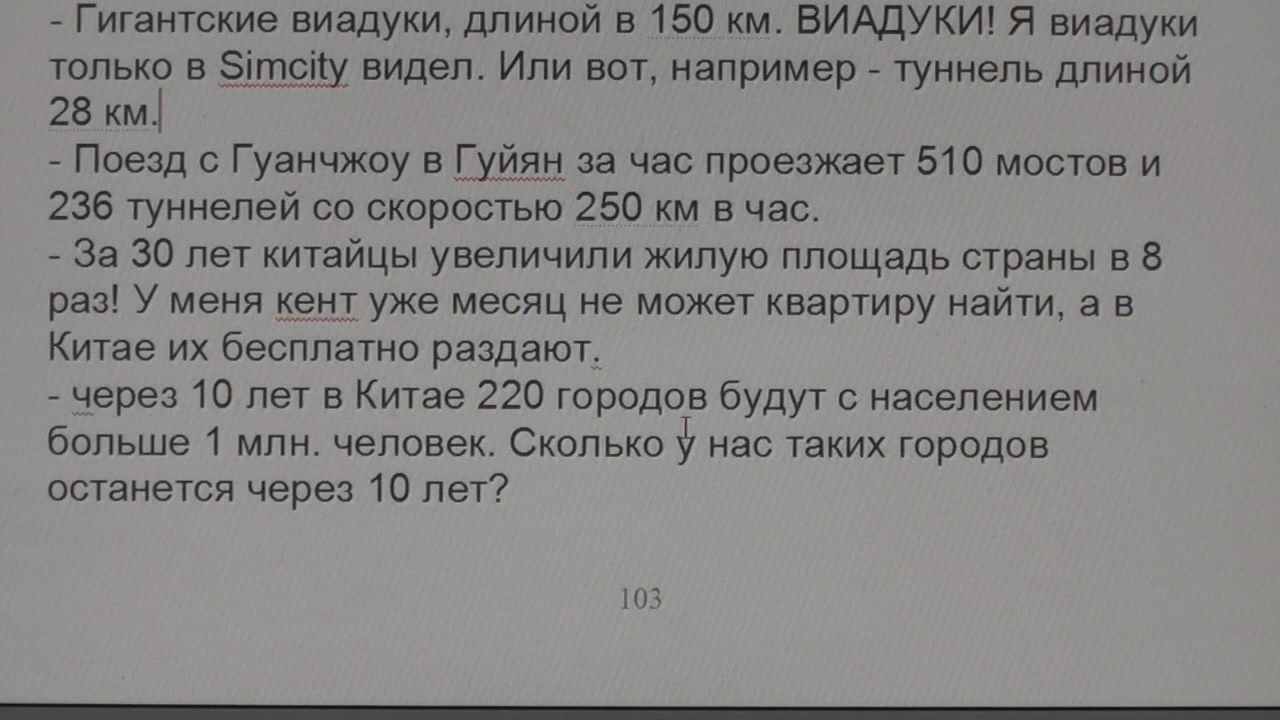 - Гигантские виадуки, длиной в 150 км. ВИАДУКИ! Я виадуки
только в Simcity видел. Или вот, например - туннель длиной
28 км.
- Поезд с Гуанчжоу в Гуйян за час проезжает 510 мостов и
236 туннелей со скоростью 250 км в час.
- За 30 лет китайцы увеличили жилую площадь страны в 8
раз! У меня кент уже месяц не может квартиру найти, а в
Китае их бесплатно раздают.
- через 10 лет в Китае 220 городов будут с населением
больше 1 млн. человек. Сколько у нас таких городов
останется через 10 лет?
103